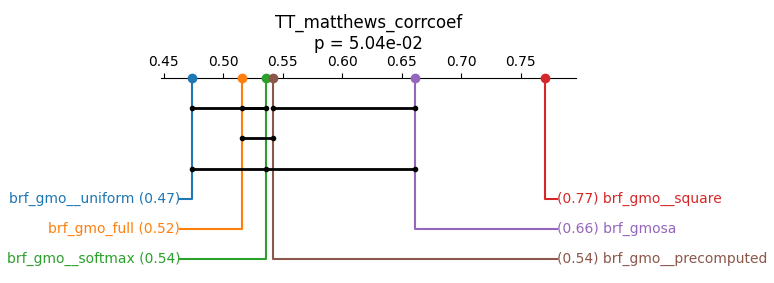 TT_matthews_corrcoef
p = 5.04e-02
0.45 0.50 0.55 0.60 0.65 0.70 0.75
brf_gmo__uniform (0.47) (0.77) brf_gmo__square
brf_gmo_full (0.52) (0.66) brf_gmosa
brf_gmo__softmax (0.54) (0.54) brf_gmo__precomputed